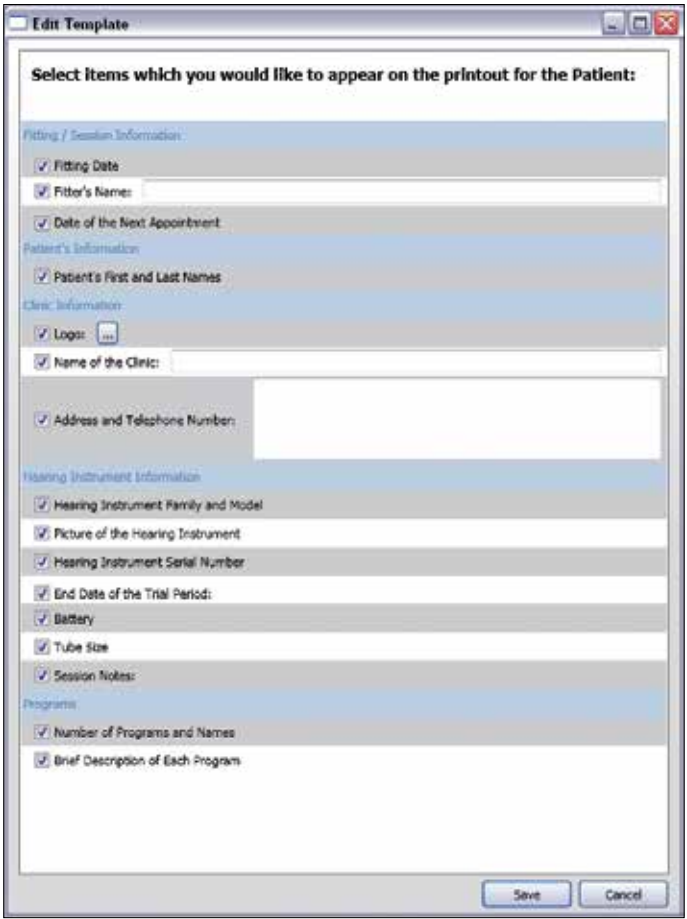 Edit Template
Select items which you would like to appear on the printout for the Patient:
Fitting / Session Information
Fitting Date
Fitter's Name:
Date of the Next Appointment
Patient's Information
Patient's First and Last Names
Clinic Information
Logo: ...
Name of the Clinic:
Address and Telephone Number:
Hearing Instrument Information
Hearing Instrument Family and Model
Picture of the Hearing Instrument
Hearing Instrument Serial Number
End Date of the Trial Period:
Battery
Tube Size
Session Notes:
Programs
Number of Programs and Names
Brief Description of Each Program
Save Cancel